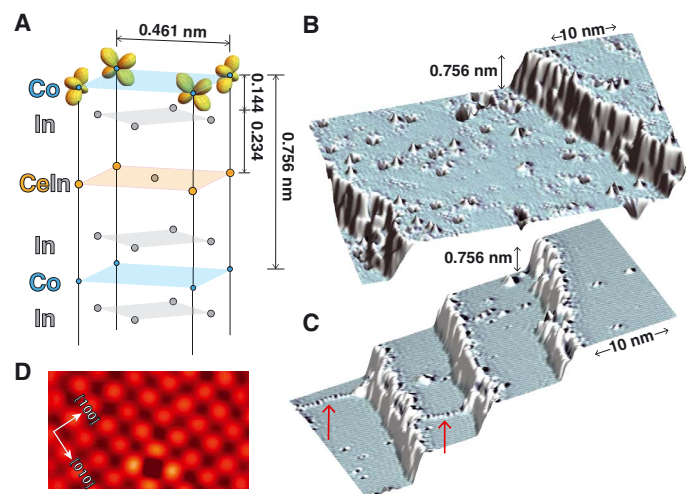 A
0.461 nm
Co
In
0.144
0.234
0.756 nm
CeIn
In
Co
In
B
10 nm
0.756 nm
C
0.756 nm
10 nm
D
[100]
[010]